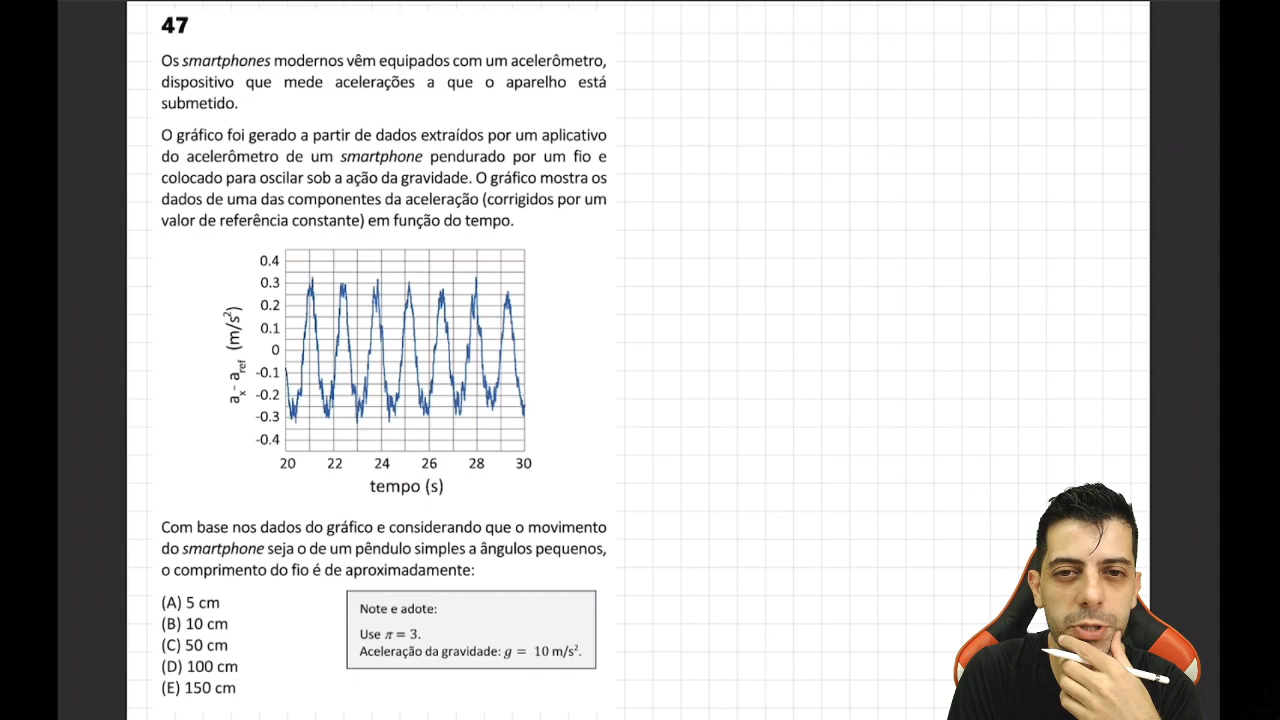 47
Os smartphones modernos vêm equipados com um acelerômetro,
dispositivo que mede acelerações a que o aparelho está
submetido.
O gráfico foi gerado a partir de dados extraídos por um aplicativo
do acelerômetro de um smartphone pendurado por um fio e
colocado para oscilar sob a ação da gravidade. O gráfico mostra os
dados de uma das componentes da aceleração (corrigidos por um
valor de referência constante) em função do tempo.
0.4
0.3
0.2
0.1
0
-0.1
-0.2
-0.3
-0.4
a_x - a_ref (m/s²)
20 22 24 26 28 30
tempo (s)
Com base nos dados do gráfico e considerando que o movimento
do smartphone seja o de um pêndulo simples a ângulos pequenos,
o comprimento do fio é de aproximadamente:
(A) 5 cm
(B) 10 cm
(C) 50 cm
(D) 100 cm
(E) 150 cm
Note e adote:
Use π = 3.
Aceleração da gravidade: g = 10 m/s².